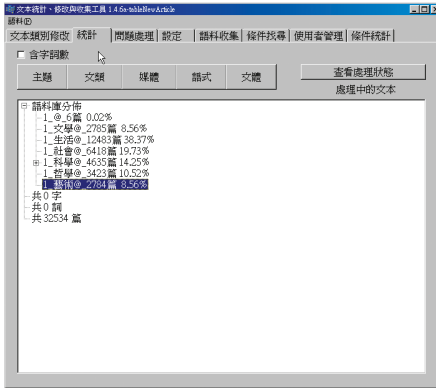 文本統計、修改與收集工具 1.4.6a-tableNewArticle
語料(F)
文本類別修改 統計 問題處理 設定 語料收集 條件找尋 使用者管理 條件統計
含字詞數
主題 文類 媒體 語式 文體 查看處理狀態
處理中的文本
語料庫分佈
1_@_6篇 0.02%
1_文學@_2785篇 8.56%
1_生活@_12483篇 38.37%
1_社會@_6418篇 19.73%
1_科學@_4635篇 14.25%
1_哲學@_3423篇 10.52%
1_藝術@_2784篇 8.56%
共 0 字
共 0 詞
共 32534 篇